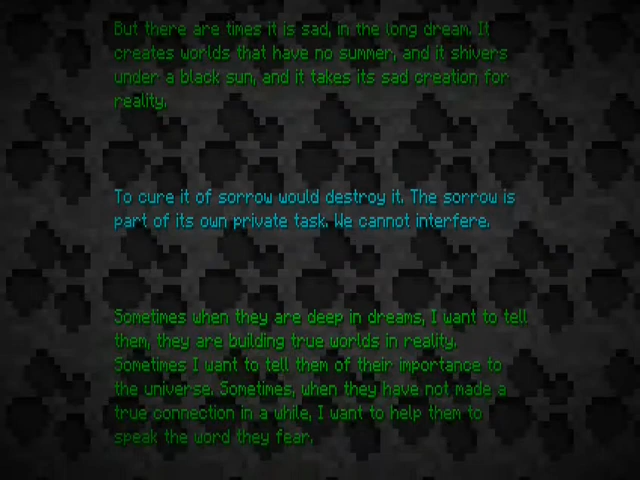 But there are times it is sad, in the long dream. It
creates worlds that have no summer, and it shivers
under a black sun, and it takes its sad creation for
reality.
To cure it of sorrow would destroy it. The sorrow is
part of its own private task. We cannot interfere.
Sometimes when they are deep in dreams, I want to tell
them, they are building true worlds in reality.
Sometimes I want to tell them of their importance to
the universe. Sometimes, when they have not made a
true connection in a while, I want to help them to
speak the word they fear.